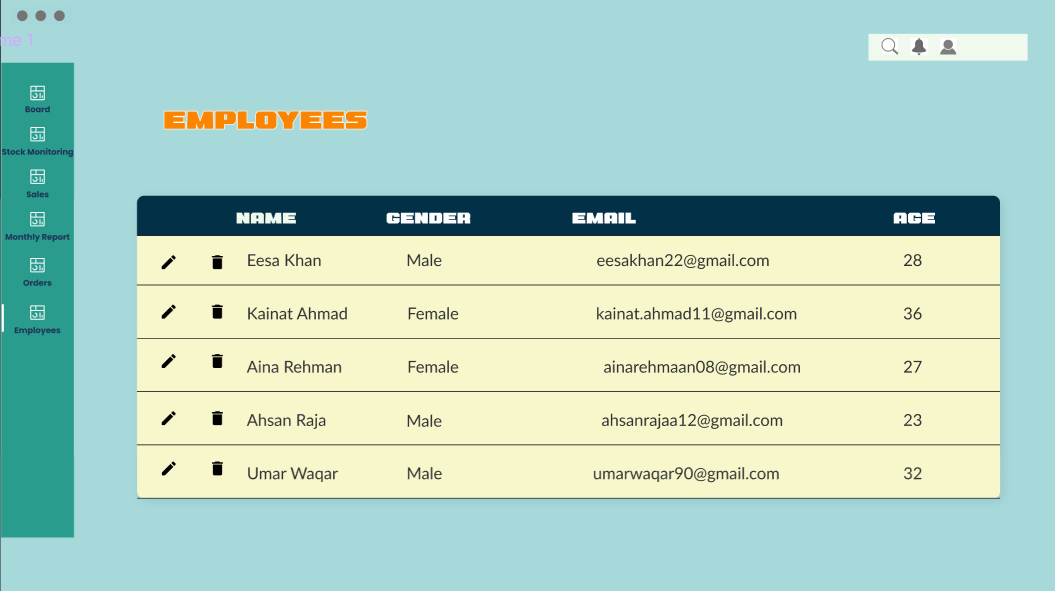 me 1
Board
Stock Monitoring
Sales
Monthly Report
Orders
Employees
EMPLOYEES
NAME GENDER EMAIL AGE
Eesa Khan Male eesakhan22@gmail.com 28
Kainat Ahmad Female kainat.ahmad11@gmail.com 36
Aina Rehman Female ainarehmaan08@gmail.com 27
Ahsan Raja Male ahsanrajaa12@gmail.com 23
Umar Waqar Male umarwaqar90@gmail.com 32